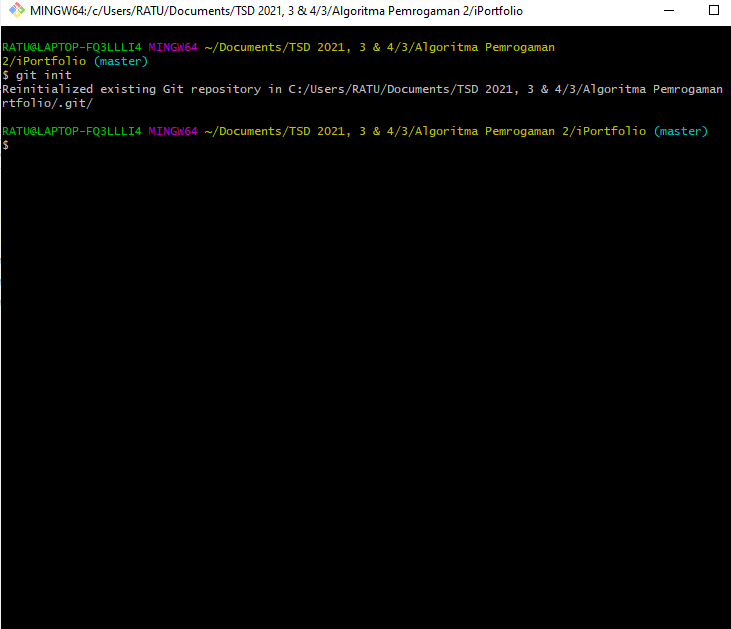 MINGW64:/c/Users/RATU/Documents/TSD 2021, 3 & 4/3/Algoritma Pemrogaman 2/iPortfolio
RATU@LAPTOP-FQ3LLLI4 MINGW64 ~/Documents/TSD 2021, 3 & 4/3/Algoritma Pemrogaman
2/iPortfolio (master)
$ git init
Reinitialized existing Git repository in C:/Users/RATU/Documents/TSD 2021, 3 & 4/3/Algoritma Pemrogaman
rtfolio/.git/
RATU@LAPTOP-FQ3LLLI4 MINGW64 ~/Documents/TSD 2021, 3 & 4/3/Algoritma Pemrogaman 2/iPortfolio (master)
$